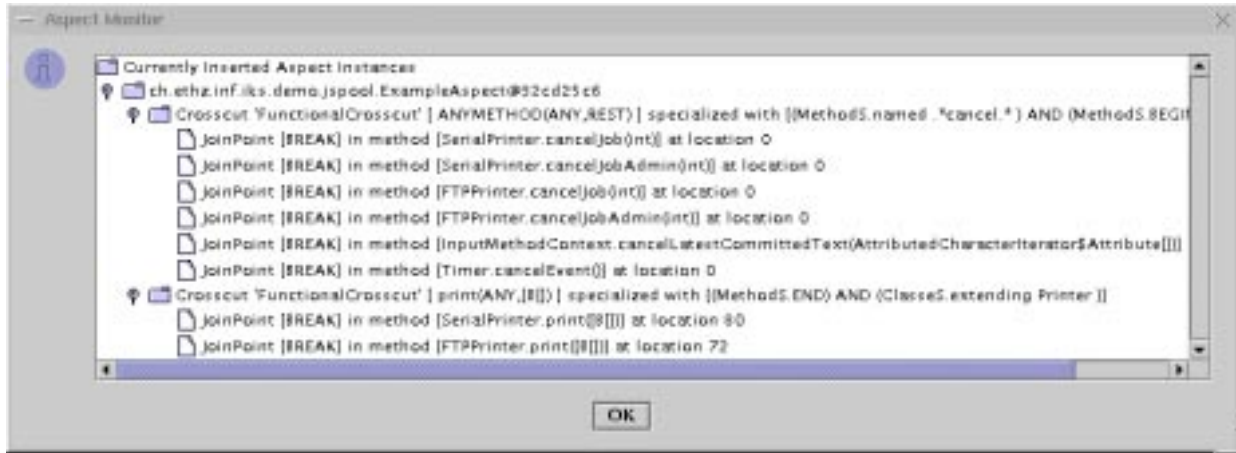 Aspect Monitor
Currently Inserted Aspect Instances
ch.ethz.inf.iks.demo.jspool.ExampleAspect@92cd25c6
Crosscut 'FunctionalCrosscut' | ANYMETHOD(ANY,REST) | specialized with [(MethodS.named .*cancel.* ) AND (MethodS.BEGIN
JoinPoint [BREAK] in method [SerialPrinter.cancelJob(int)] at location 0
JoinPoint [BREAK] in method [SerialPrinter.cancelJobAdmin(int)] at location 0
JoinPoint [BREAK] in method [FTPPrinter.cancelJob(int)] at location 0
JoinPoint [BREAK] in method [FTPPrinter.cancelJobAdmin(int)] at location 0
JoinPoint [BREAK] in method [InputMethodContext.cancelLatestCommittedText(AttributedCharacterIterator$Attribute[])]
JoinPoint [BREAK] in method [Timer.cancelEvent()] at location 0
Crosscut 'FunctionalCrosscut' | print(ANY,[B[]) | specialized with [(MethodS.END) AND (ClasseS.extending Printer )]
JoinPoint [BREAK] in method [SerialPrinter.print([B[])] at location 80
JoinPoint [BREAK] in method [FTPPrinter.print([B[])] at location 72
OK